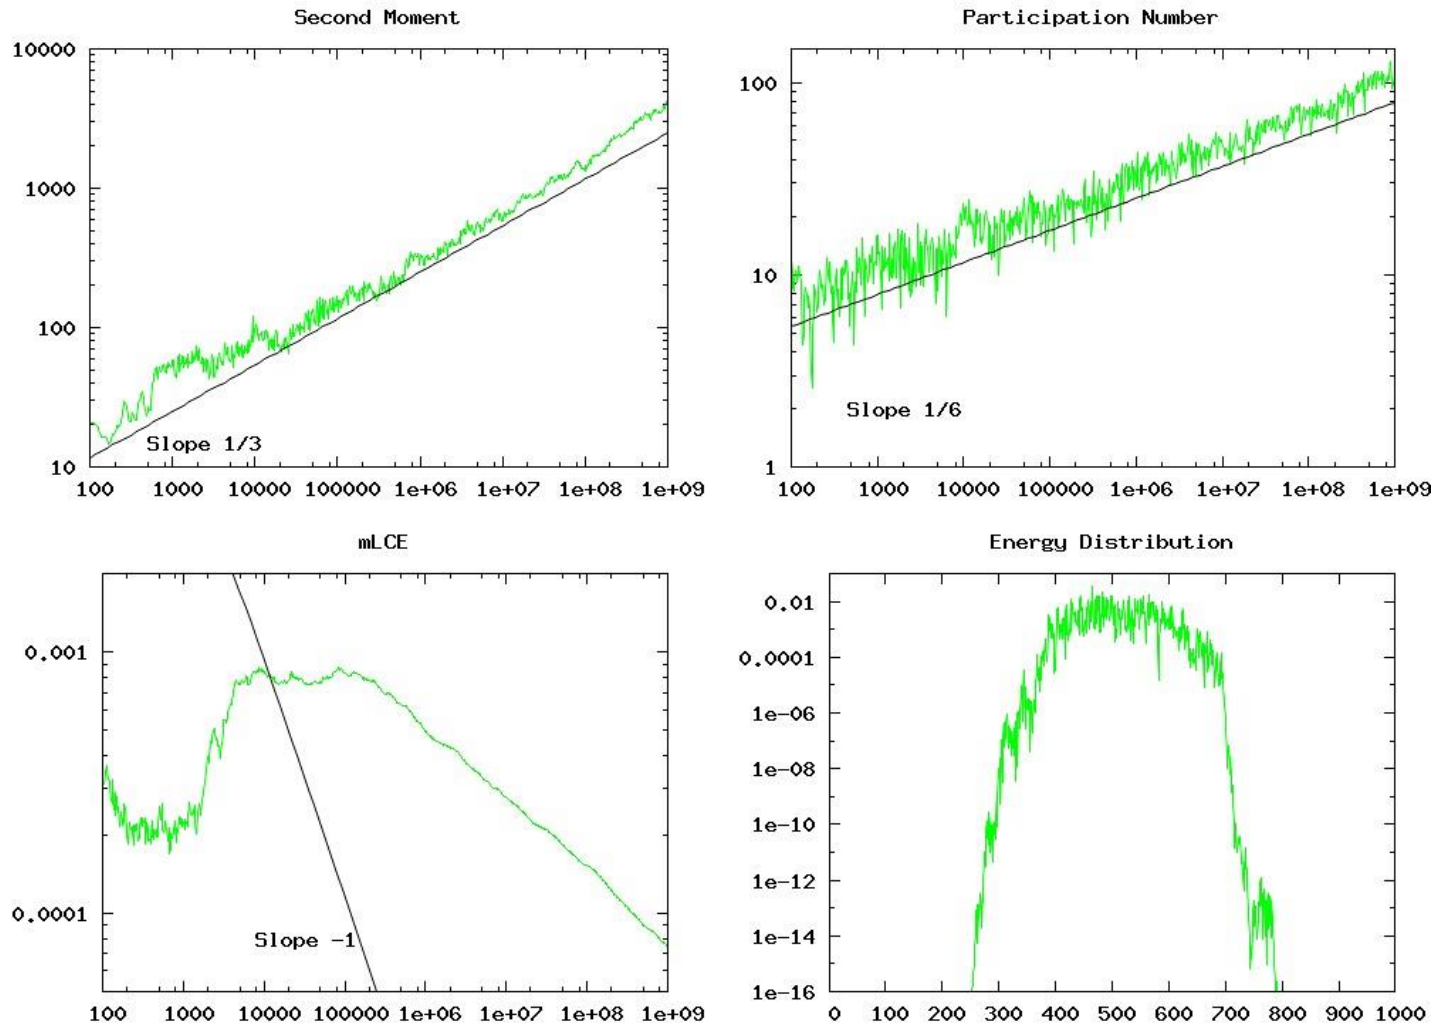 Second Moment
10000
1000
100
10
Slope 1/3
100 1000 10000 100000 1e+06 1e+07 1e+08 1e+09
Participation Number
100
10
1
Slope 1/6
100 1000 10000 100000 1e+06 1e+07 1e+08 1e+09
mLCE
0.001
0.0001
Slope -1
100 1000 10000 100000 1e+06 1e+07 1e+08 1e+09
Energy Distribution
0.01
0.0001
1e-06
1e-08
1e-10
1e-12
1e-14
1e-16
0 100 200 300 400 500 600 700 800 900 1000